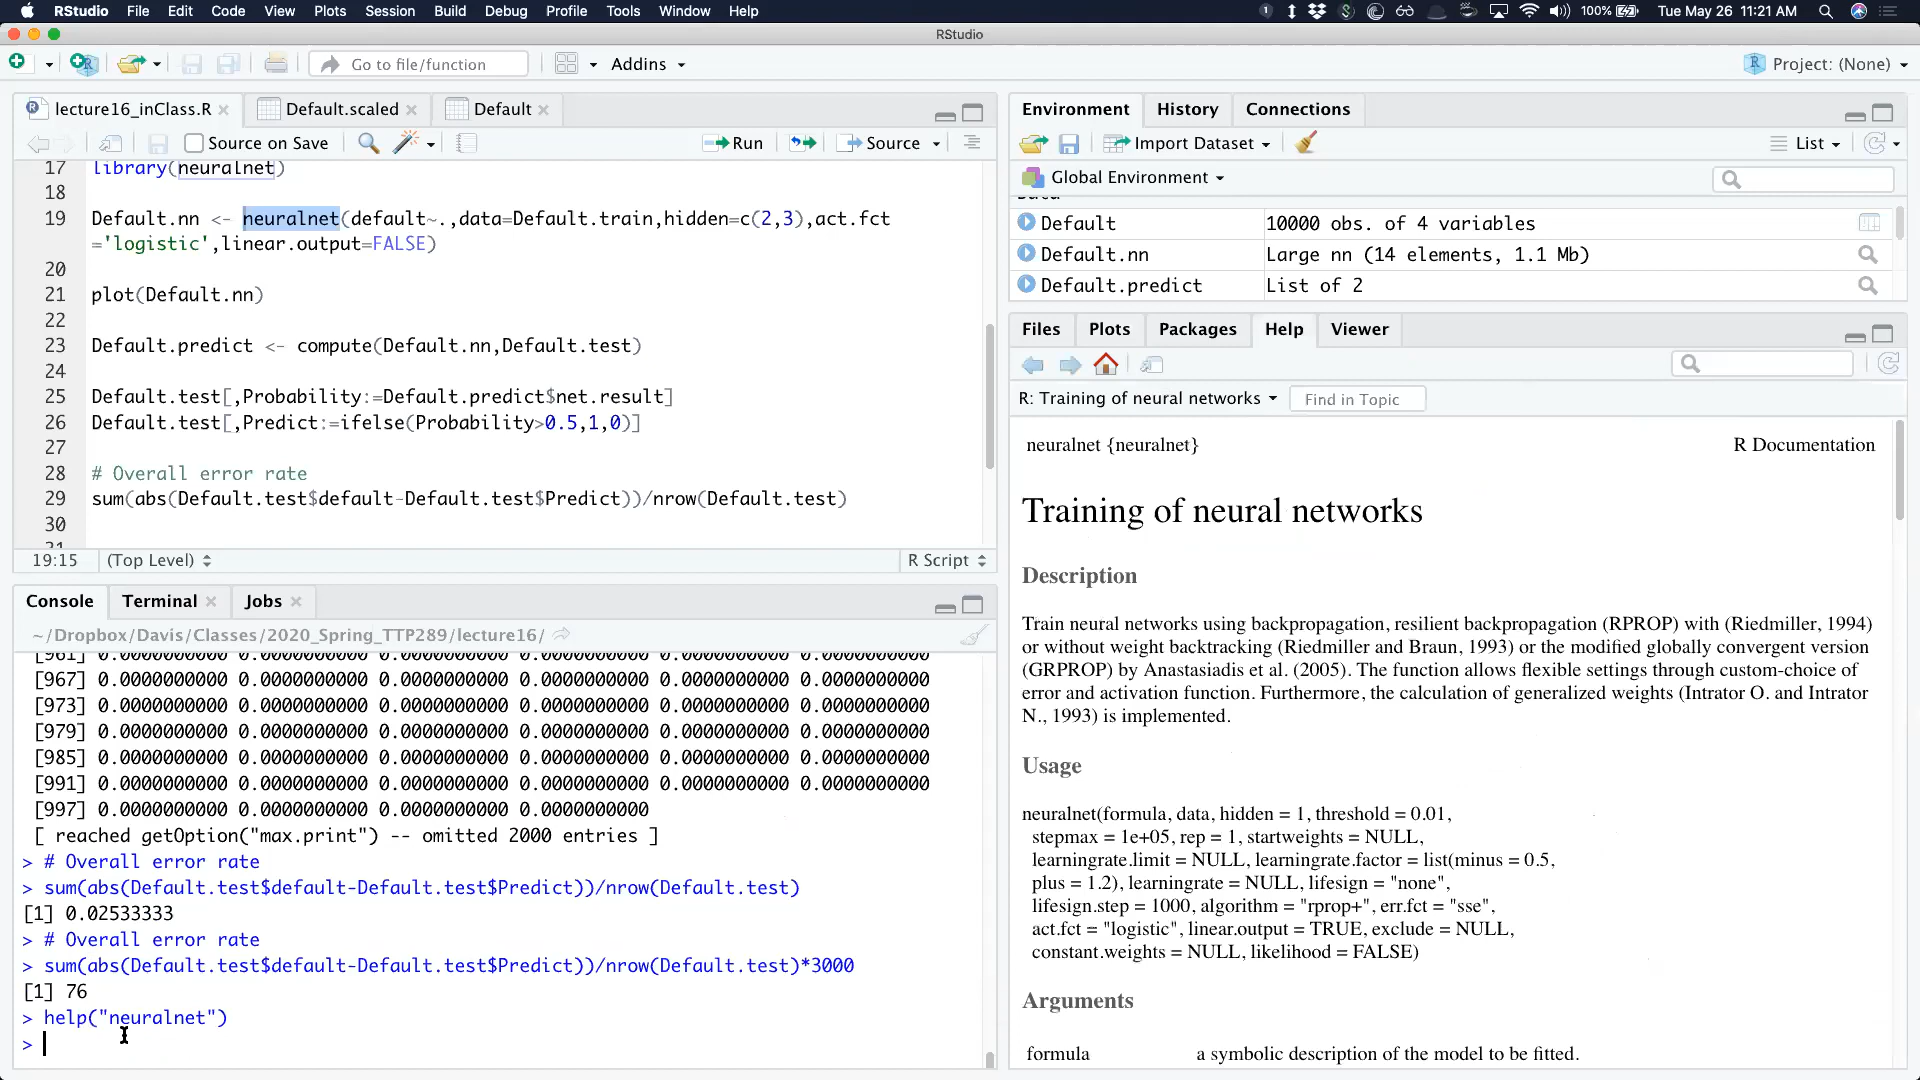 RStudio File Edit Code View Plots Session Build Debug Profile Tools Window Help 100% Tue May 26 11:21 AM
RStudio
Go to file/function Addins Project: (None)
lecture16_inClass.R Default.scaled Default
Source on Save Run Source
17 library(neuralnet)
18
19 Default.nn <- neuralnet(default~.,data=Default.train,hidden=c(2,3),act.fct
='logistic',linear.output=FALSE)
20
21 plot(Default.nn)
22
23 Default.predict <- compute(Default.nn,Default.test)
24
25 Default.test[,Probability:=Default.predict$net.result]
26 Default.test[,Predict:=ifelse(Probability>0.5,1,0)]
27
28 # Overall error rate
29 sum(abs(Default.test$default-Default.test$Predict))/nrow(Default.test)
30
31
19:15 (Top Level) R Script
Console Terminal Jobs
~/Dropbox/Davis/Classes/2020_Spring_TTP289/lecture16/
[961] 0.0000000000 0.0000000000 0.0000000000 0.0000000000 0.0000000000 0.0000000000
[967] 0.0000000000 0.0000000000 0.0000000000 0.0000000000 0.0000000000 0.0000000000
[973] 0.0000000000 0.0000000000 0.0000000000 0.0000000000 0.0000000000 0.0000000000
[979] 0.0000000000 0.0000000000 0.0000000000 0.0000000000 0.0000000000 0.0000000000
[985] 0.0000000000 0.0000000000 0.0000000000 0.0000000000 0.0000000000 0.0000000000
[991] 0.0000000000 0.0000000000 0.0000000000 0.0000000000 0.0000000000 0.0000000000
[997] 0.0000000000 0.0000000000 0.0000000000 0.0000000000
[ reached getOption("max.print") -- omitted 2000 entries ]
> # Overall error rate
> sum(abs(Default.test$default-Default.test$Predict))/nrow(Default.test)
[1] 0.02533333
> # Overall error rate
> sum(abs(Default.test$default-Default.test$Predict))/nrow(Default.test)*3000
[1] 76
> help("neuralnet")
>
Environment History Connections
Import Dataset List
Global Environment
Data
Default 10000 obs. of 4 variables
Default.nn Large nn (14 elements, 1.1 Mb)
Default.predict List of 2
Files Plots Packages Help Viewer
R: Training of neural networks Find in Topic
neuralnet {neuralnet} R Documentation
Training of neural networks
Description
Train neural networks using backpropagation, resilient backpropagation (RPROP) with (Riedmiller, 1994)
or without weight backtracking (Riedmiller and Braun, 1993) or the modified globally convergent version
(GRPROP) by Anastasiadis et al. (2005). The function allows flexible settings through custom-choice of
error and activation function. Furthermore, the calculation of generalized weights (Intrator O. and Intrator
N., 1993) is implemented.
Usage
neuralnet(formula, data, hidden = 1, threshold = 0.01,
stepmax = 1e+05, rep = 1, startweights = NULL,
learningrate.limit = NULL, learningrate.factor = list(minus = 0.5,
plus = 1.2), learningrate = NULL, lifesign = "none",
lifesign.step = 1000, algorithm = "rprop+", err.fct = "sse",
act.fct = "logistic", linear.output = TRUE, exclude = NULL,
constant.weights = NULL, likelihood = FALSE)
Arguments
formula a symbolic description of the model to be fitted.